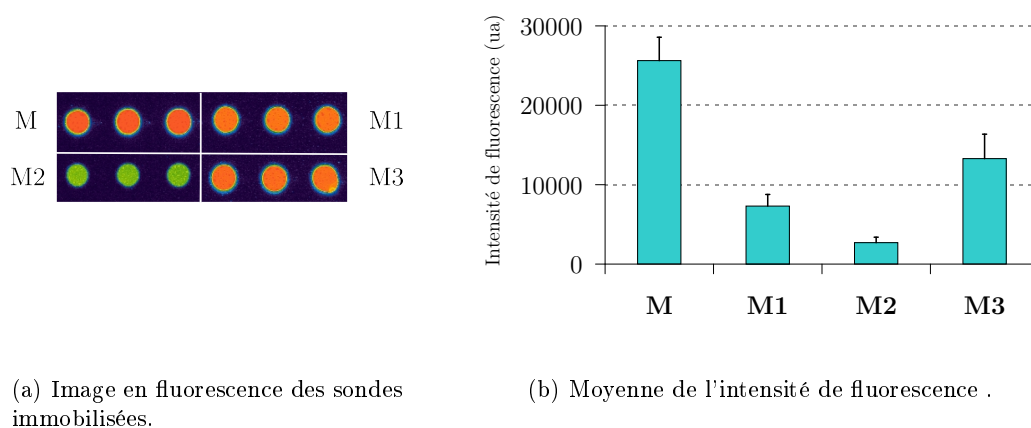 M
M1
M2
M3
(a) Image en fluorescence des sondes
immobilisées.
Intensité de fluorescence (ua)
30000
20000
10000
0
M M1 M2 M3
(b) Moyenne de l'intensité de fluorescence .